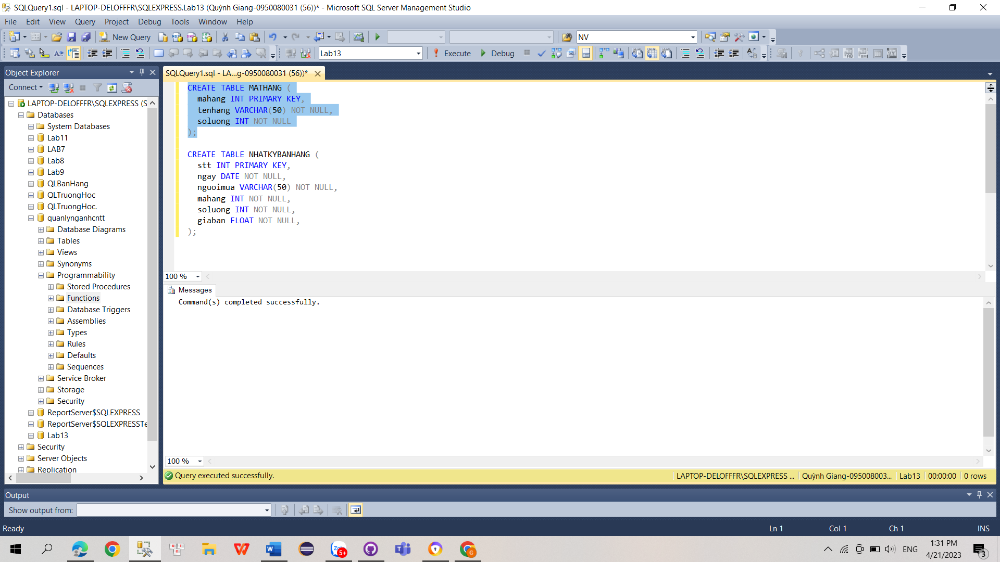 SQLQuery1.sql - LAPTOP-DELOFFFR\SQLEXPRESS.Lab13 (Quỳnh Giang-0950080031 (56))* - Microsoft SQL Server Management Studio
File Edit View Query Project Debug Tools Window Help
New Query NV
Lab13 Execute Debug
Object Explorer
Connect
LAPTOP-DELOFFFR\SQLEXPRESS (S
Databases
System Databases
Lab11
LAB7
Lab8
Lab9
QLBanHang
QLTruongHoc
QLTruongHoc.
quanlynganhcntt
Database Diagrams
Tables
Views
Synonyms
Programmability
Stored Procedures
Functions
Database Triggers
Assemblies
Types
Rules
Defaults
Sequences
Service Broker
Storage
Security
ReportServer$SQLEXPRESS
ReportServer$SQLEXPRESSTe
Lab13
Security
Server Objects
Replication
SQLQuery1.sql - LA...g-0950080031 (56))*
CREATE TABLE MATHANG (
mahang INT PRIMARY KEY,
tenhang VARCHAR(50) NOT NULL,
soluong INT NOT NULL
);
CREATE TABLE NHATKYBANHANG (
stt INT PRIMARY KEY,
ngay DATE NOT NULL,
nguoimua VARCHAR(50) NOT NULL,
mahang INT NOT NULL,
soluong INT NOT NULL,
giaban FLOAT NOT NULL,
);
100 %
Messages
Command(s) completed successfully.
100 %
Query executed successfully. LAPTOP-DELOFFFR\SQLEXPRESS ... Quỳnh Giang-095008003... Lab13 00:00:00 0 rows
Output
Show output from:
Ready Ln 1 Col 1 Ch 1 INS
5+
ENG
1:31 PM
4/21/2023
3